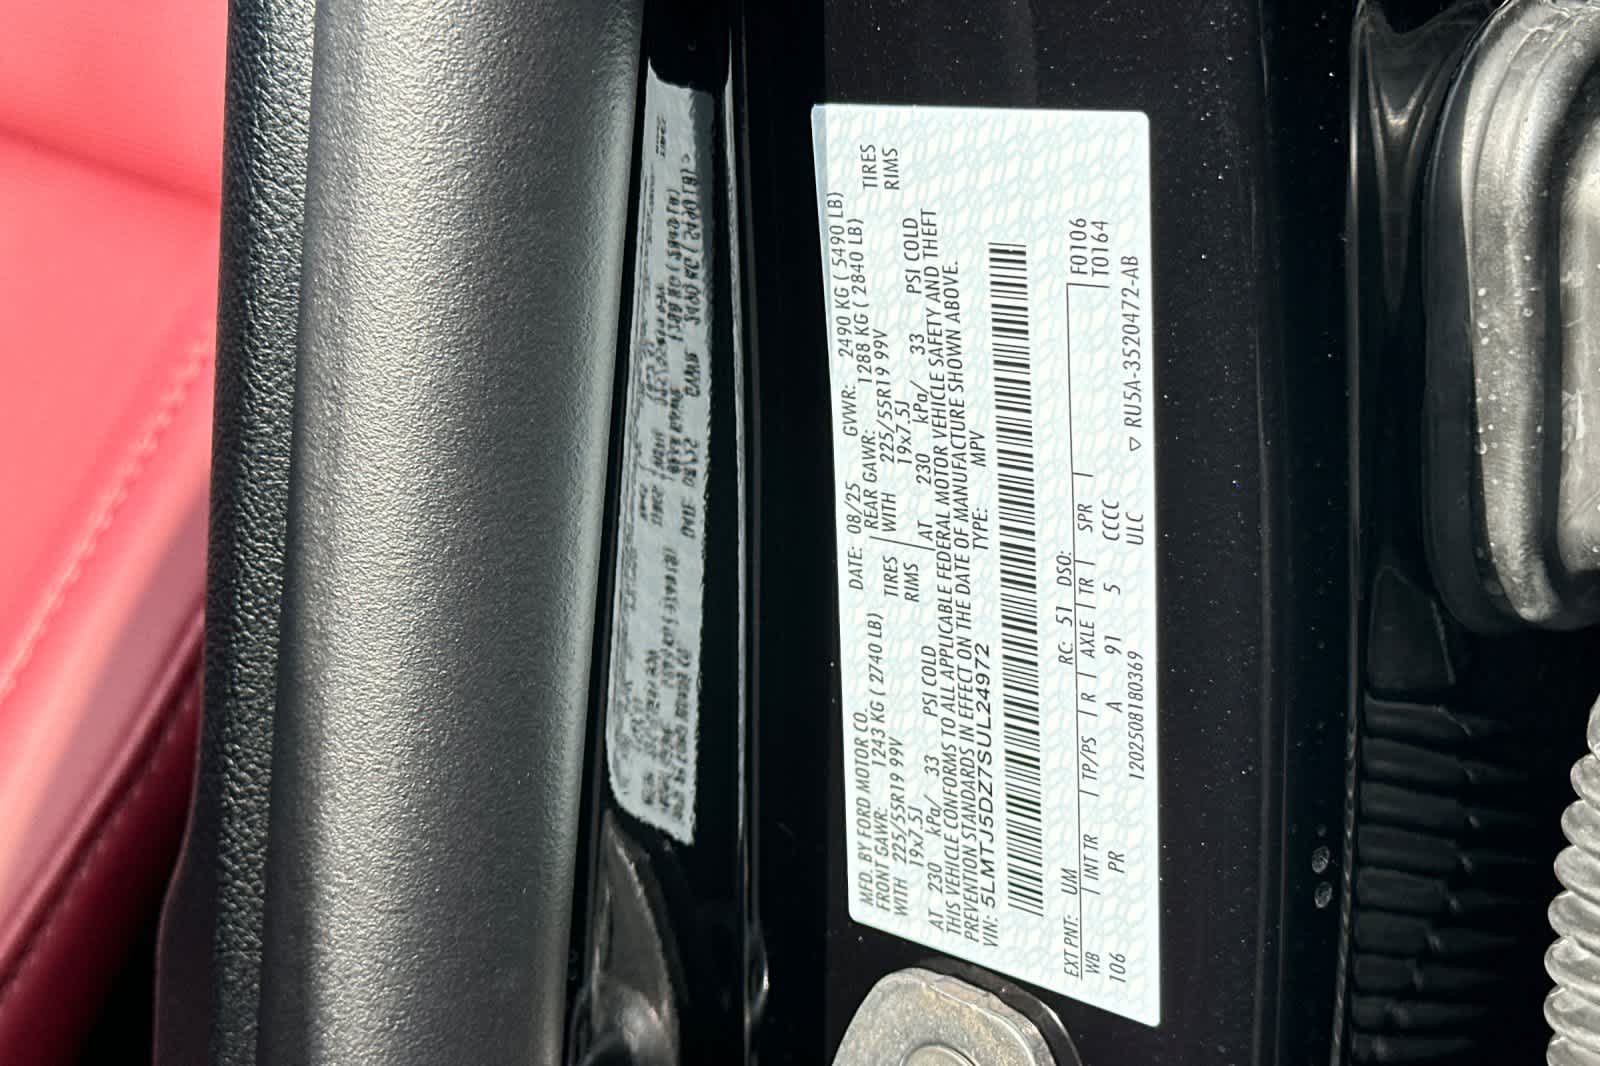 MFD. BY FORD MOTOR CO.
DATE: 08/25 GVWR: 2490 KG ( 5490 LB)
FRONT GAWR: 1243 KG ( 2740 LB) REAR GAWR: 1288 KG ( 2840 LB)
WITH 225/55R19 99V TIRES WITH 225/55R19 99V TIRES
19x7.5J RIMS 19x7.5J RIMS
AT 230 kPa/ 33 PSI COLD AT 230 kPa/ 33 PSI COLD
THIS VEHICLE CONFORMS TO ALL APPLICABLE FEDERAL MOTOR VEHICLE SAFETY AND THEFT
PREVENTION STANDARDS IN EFFECT ON THE DATE OF MANUFACTURE SHOWN ABOVE.
VIN: 5LMTJ5DZ7SUL24972 TYPE: MPV
EXT PNT: UM RC: 51 DSO: F0106
WB INT TR TP/PS R AXLE TR SPR T0164
106 PR A 91 5 CCCC
120250818036​9 ULC ▽ RU5A-3520472-AB